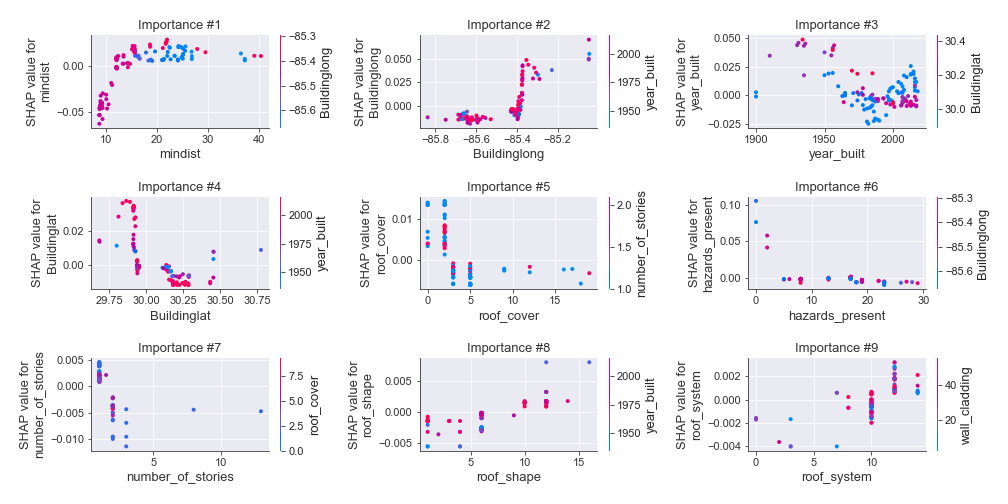 Importance #1
SHAP value for
mindist
0.00
−0.05
10
20
30
40
mindist
−85.3
−85.4
−85.5
−85.6
Buildinglong
Importance #2
SHAP value for
Buildinglong
0.050
0.025
0.000
−85.8
−85.6
−85.4
−85.2
Buildinglong
2000
1975
1950
year_built
Importance #3
SHAP value for
year_built
0.050
0.025
0.000
−0.025
1900
1950
2000
year_built
30.4
30.2
30.0
Buildinglat
Importance #4
SHAP value for
Buildinglat
0.02
0.00
29.75
30.00
30.25
30.50
30.75
Buildinglat
2000
1975
1950
year_built
Importance #5
SHAP value for
roof_cover
0.01
0.00
0
5
10
15
roof_cover
2.0
1.5
1.0
number_of_stories
Importance #6
SHAP value for
hazards_present
0.10
0.05
0.00
0
10
20
30
hazards_present
−85.3
−85.4
−85.5
−85.6
Buildinglong
Importance #7
SHAP value for
number_of_stories
0.005
0.000
−0.005
−0.010
5
10
number_of_stories
7.5
5.0
2.5
0.0
roof_cover
Importance #8
SHAP value for
roof_shape
0.005
0.000
−0.005
5
10
15
roof_shape
2000
1975
1950
year_built
Importance #9
SHAP value for
roof_system
0.002
0.000
−0.002
−0.004
0
5
10
roof_system
40
20
wall_cladding